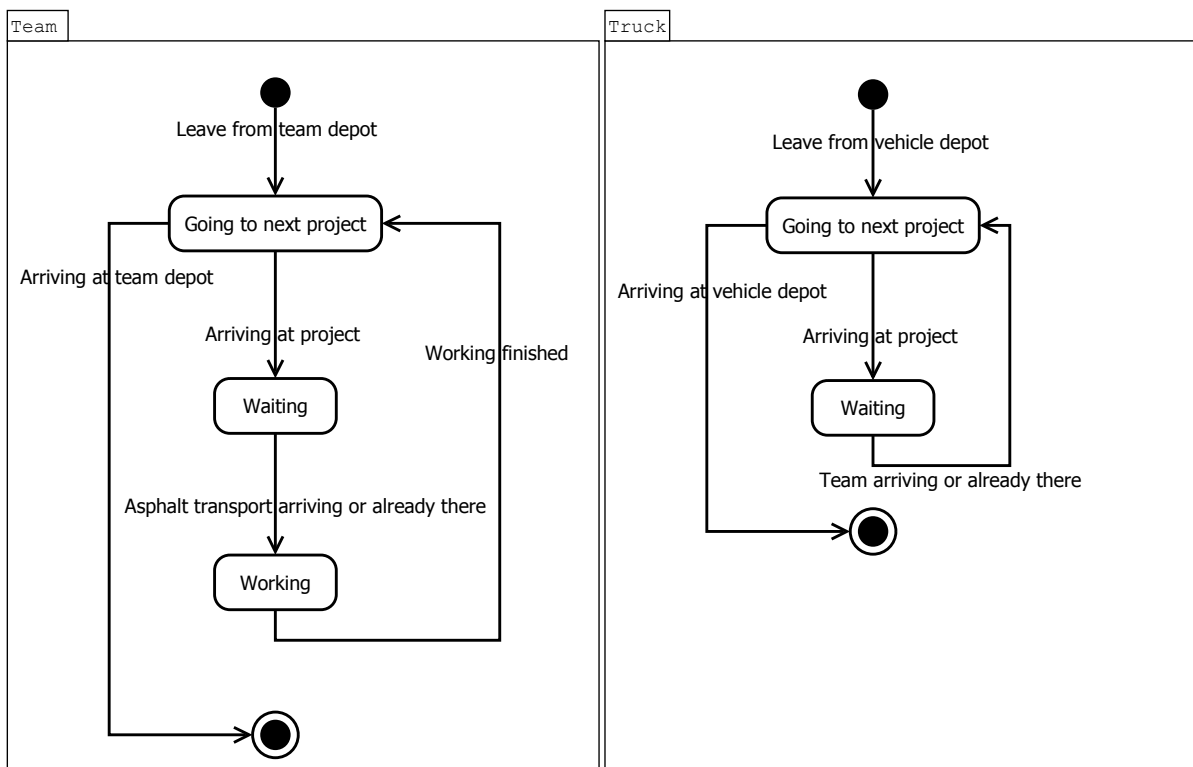 Team
Leave from team depot
Going to next project
Arriving at team depot
Arriving at project
Working finished
Waiting
Asphalt transport arriving or already there
Working
Truck
Leave from vehicle depot
Going to next project
Arriving at vehicle depot
Arriving at project
Waiting
Team arriving or already there